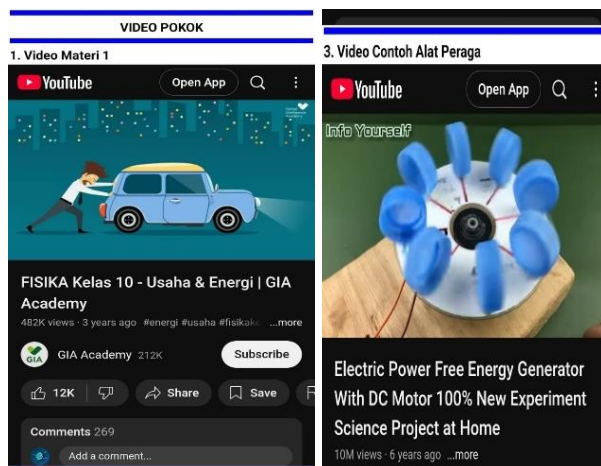 VIDEO POKOK
1. Video Materi 1
YouTube
Open App
FISIKA Kelas 10 - Usaha & Energi | GIA
Academy
482K views · 3 years ago #energi #usaha #fisikake ...more
GIA
GIA Academy 212K
Subscribe
12K
Share
Save
Comments 269
Add a comment...
3. Video Contoh Alat Peraga
YouTube
Open App
Info Yourself
Electric Power Free Energy Generator
With DC Motor 100% New Experiment
Science Project at Home
10M views · 6 years ago ...more